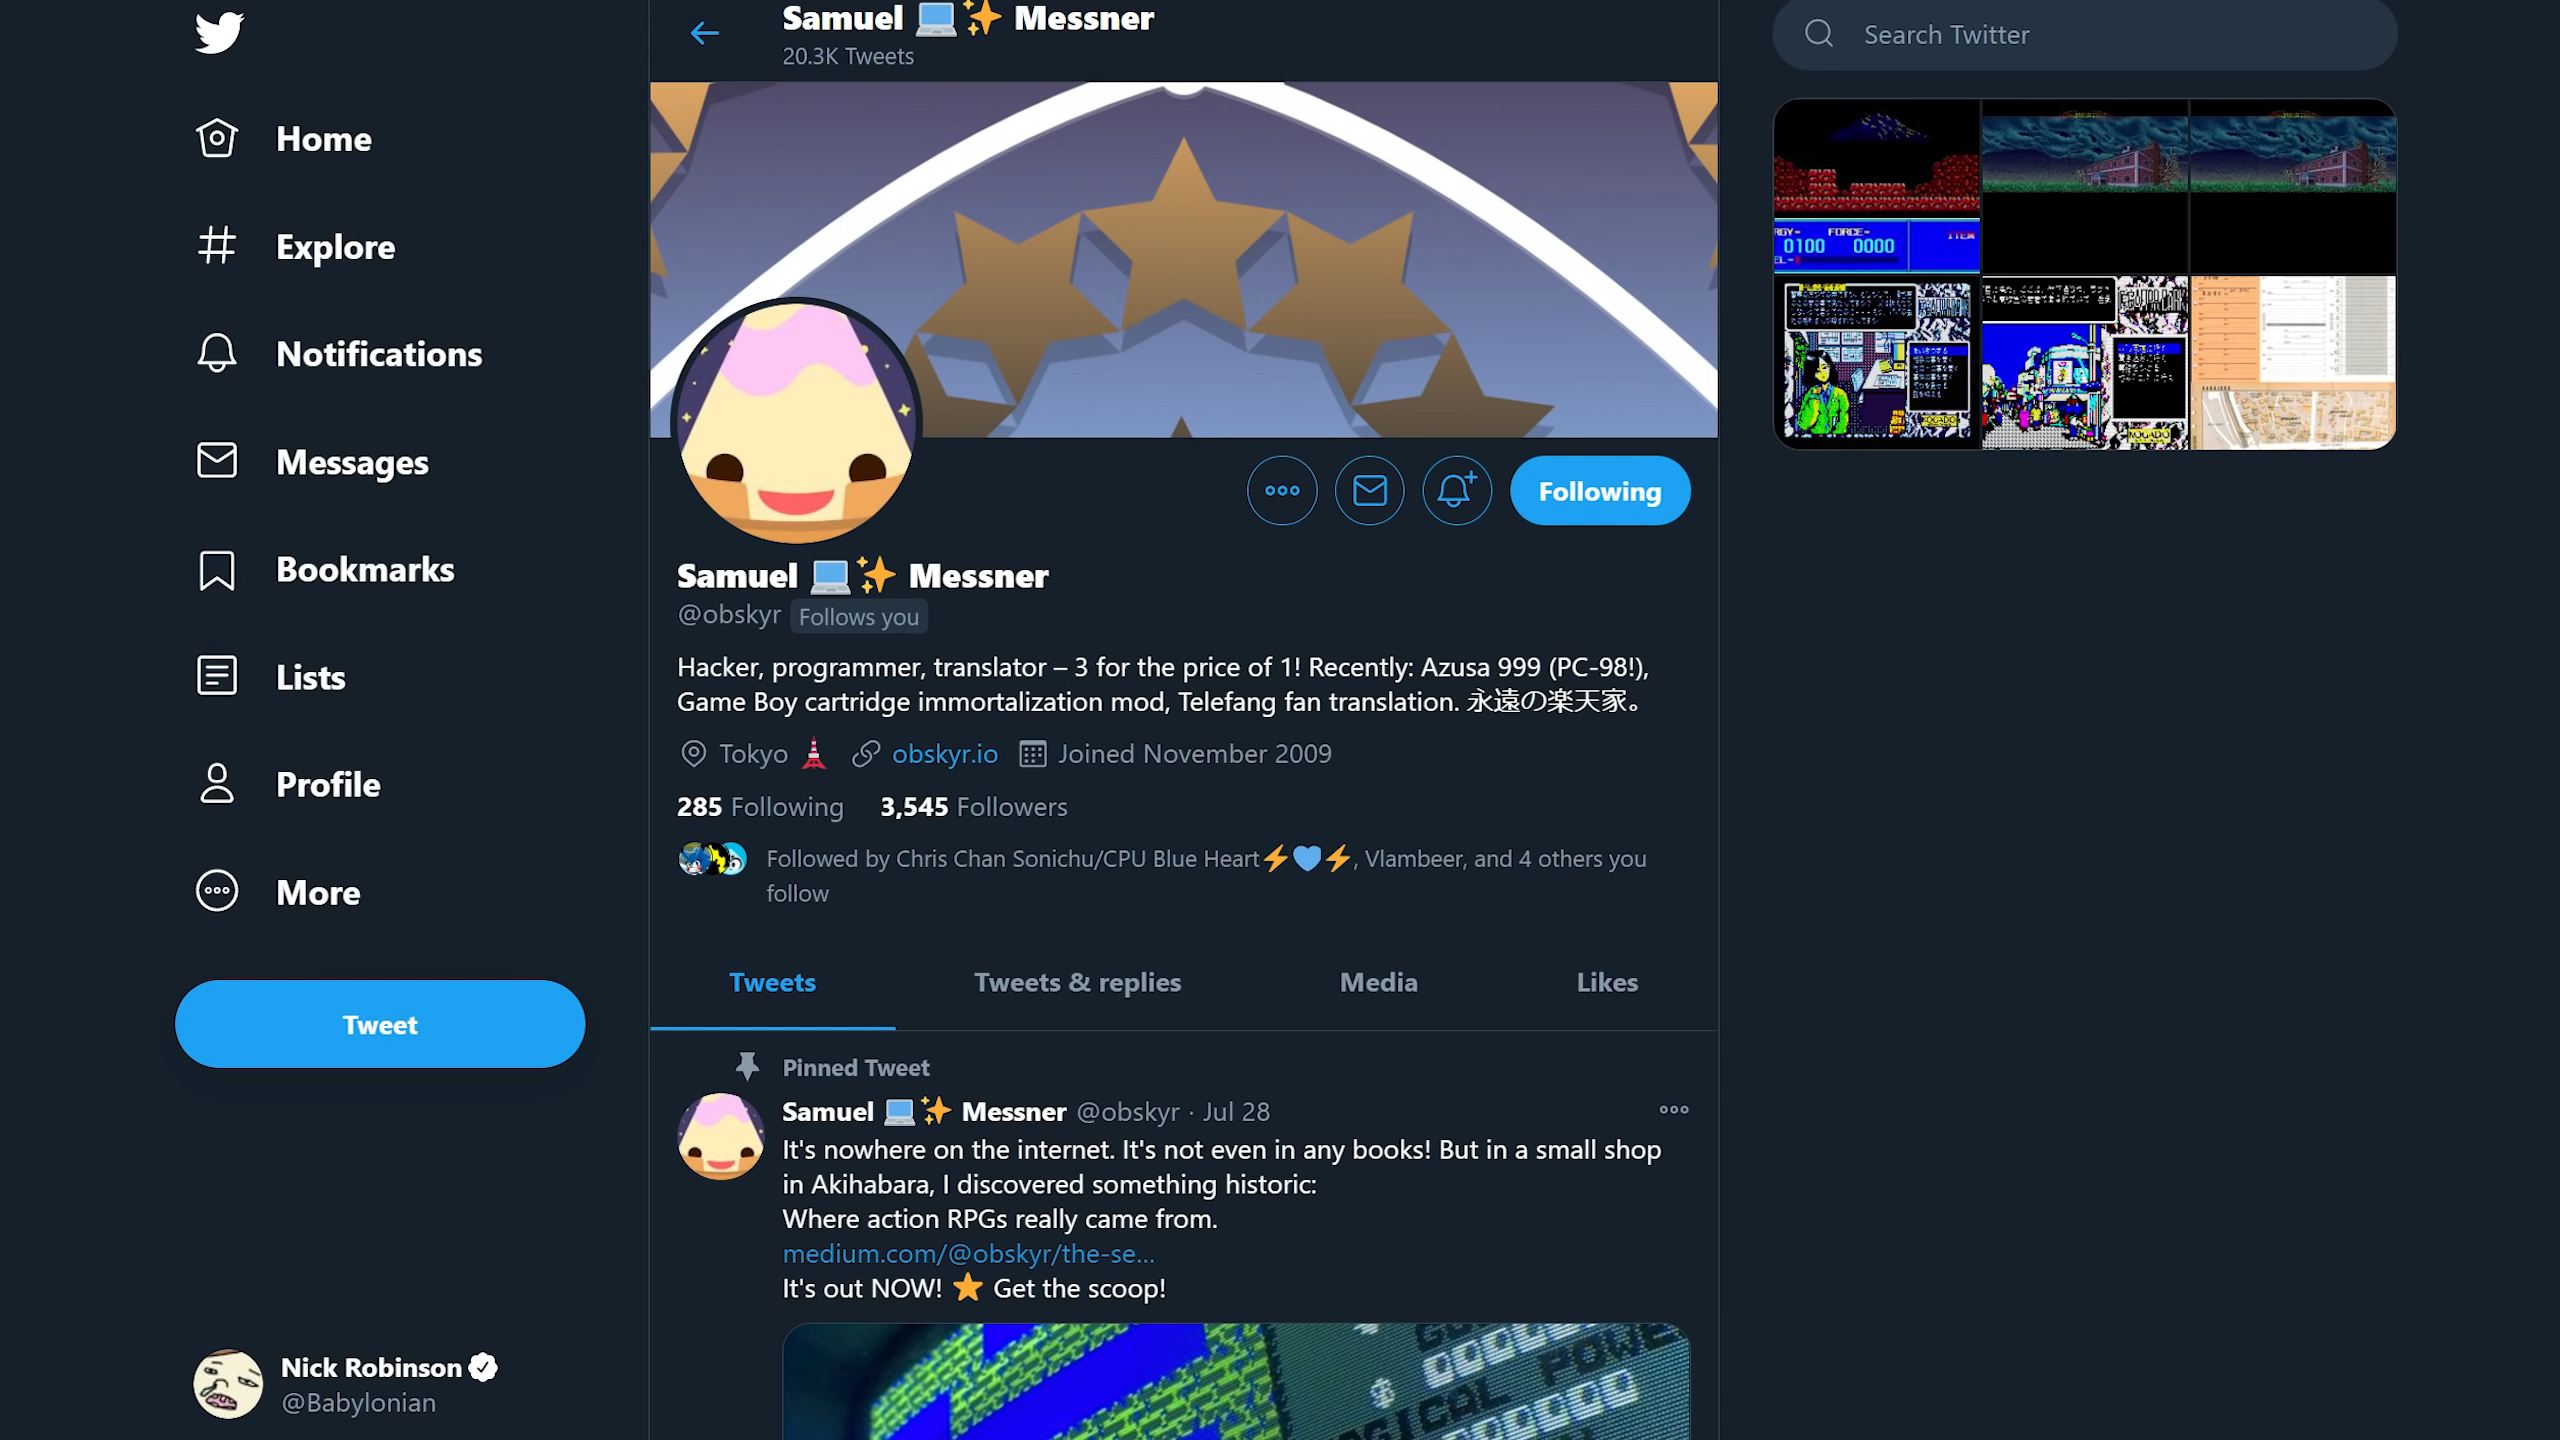 Home
Explore
Notifications
Messages
Bookmarks
Lists
Profile
More
Tweet
Nick Robinson
@Babylonian
Samuel 💻✨ Messner
20.3K Tweets
Following
Samuel 💻✨ Messner
@obskyr Follows you
Hacker, programmer, translator – 3 for the price of 1! Recently: Azusa 999 (PC-98!),
Game Boy cartridge immortalization mod, Telefang fan translation. 永遠の楽天家。
Tokyo 🗼 obskyr.io Joined November 2009
285 Following 3,545 Followers
Followed by Chris Chan Sonichu/CPU Blue Heart⚡💙⚡, Vlambeer, and 4 others you
follow
Tweets Tweets & replies Media Likes
Pinned Tweet
Samuel 💻✨ Messner @obskyr · Jul 28
It's nowhere on the internet. It's not even in any books! But in a small shop
in Akihabara, I discovered something historic:
Where action RPGs really came from.
medium.com/@obskyr/the-se...
It's out NOW! ⭐ Get the scoop!
POWE
GICAL
Search Twitter
RGY= FORCE= ITEM
0100 0000
EL=